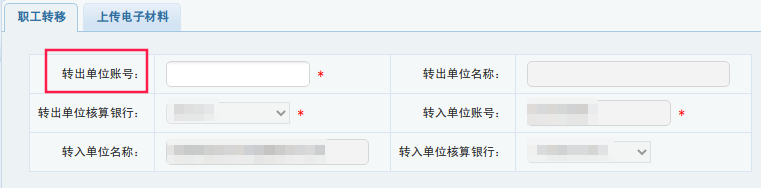 职工转移 上传电子材料
转出单位账号： * 转出单位名称：
转出单位核算银行： * 转入单位账号： *
转入单位名称： 转入单位核算银行：